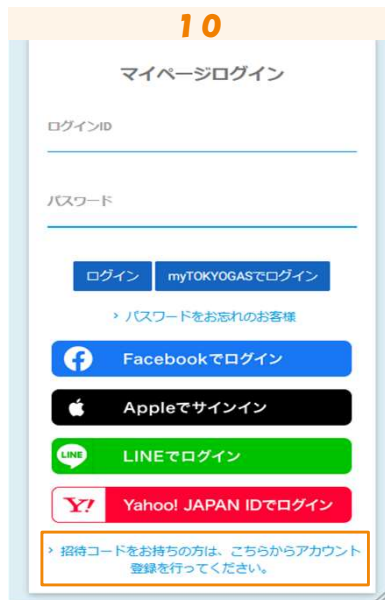 10
マイページログイン
ログインID
パスワード
ログイン myTOKYOGASでログイン
› パスワードをお忘れのお客様
Facebookでログイン
Appleでサインイン
LINE LINEでログイン
Y! Yahoo! JAPAN IDでログイン
› 招待コードをお持ちの方は、こちらからアカウント
登録を行ってください。